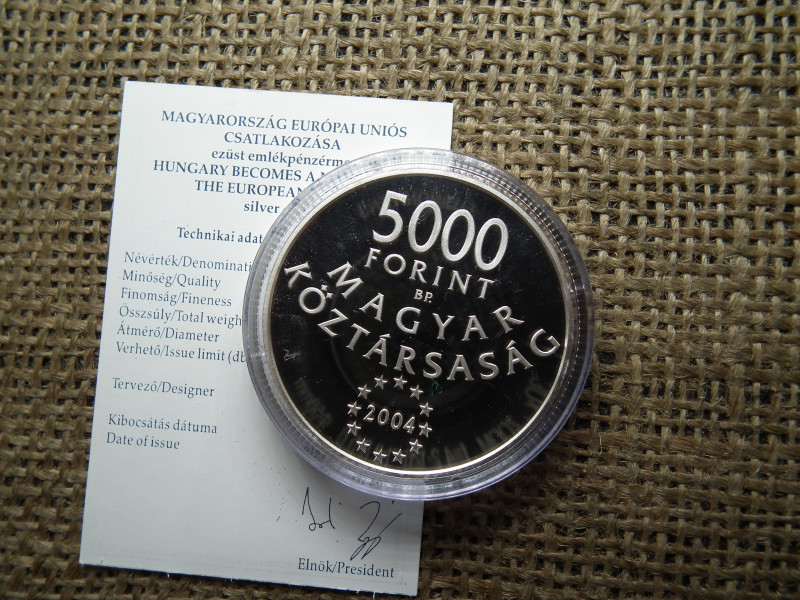 MAGYARORSZÁG EURÓPAI UNIÓS
CSATLAKOZÁSA
ezüst
HUNGARY BECOMES A
THE EUROPEAN
silver
Technikai
Névérték/Denominati
Minőség/Quality
Finomság/Fineness
Összsúly/Total weigh
Átmérő/Diameter
Verhető/Issue limit (db
Tervező/Designer
Kibocsátás dátuma
Date of issue
Elnök/President
5000
FORINT
BP.
MAGYAR
KÖZTÁRSASÁG
2004